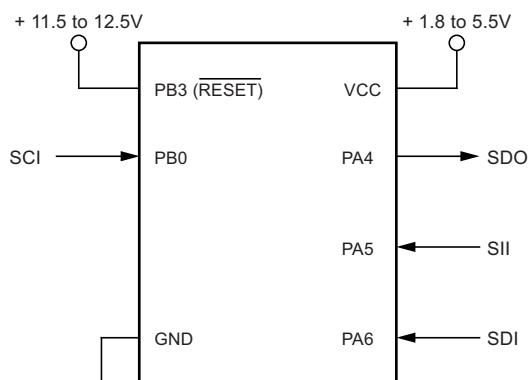 + 11.5 to 12.5V + 1.8 to 5.5V
PB3 (RESET) VCC
SCI PB0 PA4 SDO
PA5 SII
GND PA6 SDI